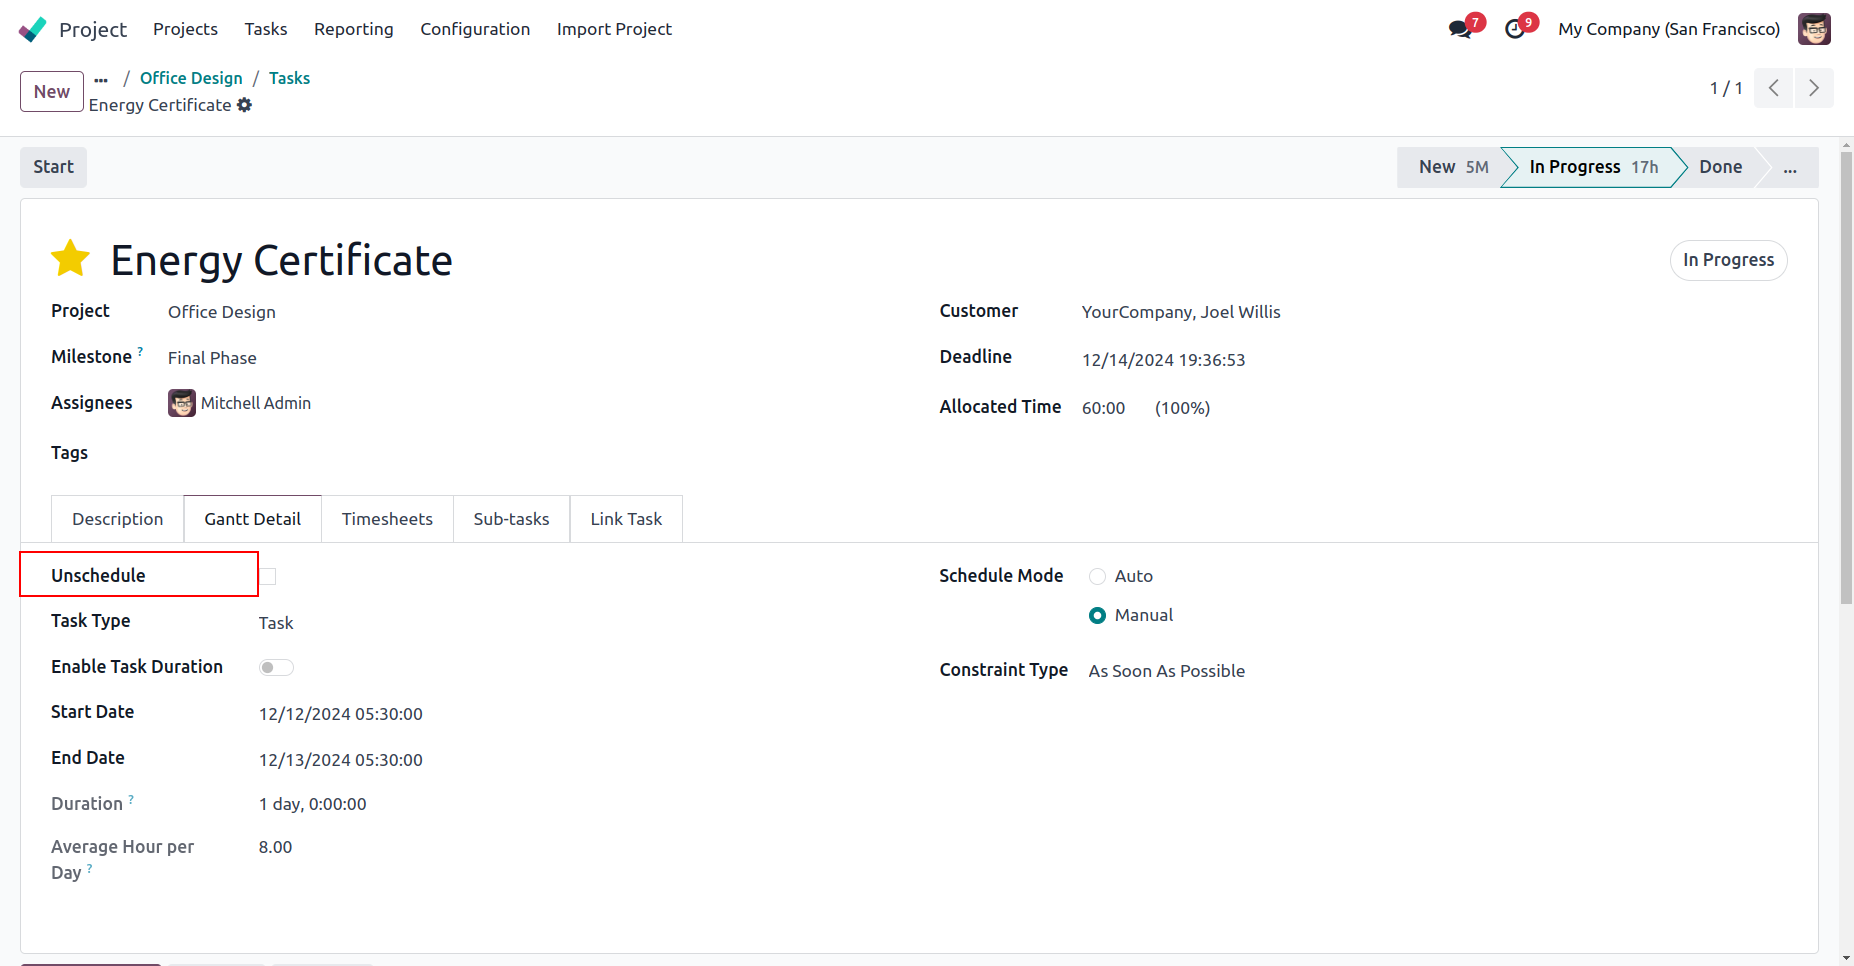 Project Projects Tasks Reporting Configuration Import Project 7 9 My Company (San Francisco)
New ... / Office Design / Tasks
Energy Certificate
1 / 1
Start New 5M In Progress 17h Done ...
Energy Certificate In Progress
Project Office Design Customer YourCompany, Joel Willis
Milestone ? Final Phase Deadline 12/14/2024 19:36:53
Assignees Mitchell Admin Allocated Time 60:00 (100%)
Tags
Description Gantt Detail Timesheets Sub-tasks Link Task
Unschedule Schedule Mode Auto
Manual
Task Type Task
Enable Task Duration Constraint Type As Soon As Possible
Start Date 12/12/2024 05:30:00
End Date 12/13/2024 05:30:00
Duration ? 1 day, 0:00:00
Average Hour per 8.00
Day ?